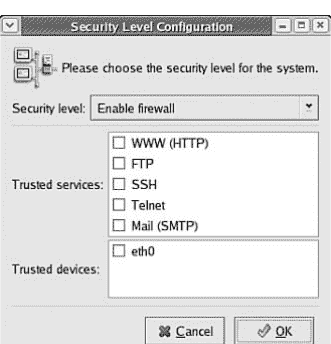 Security Level Configuration
Please choose the security level for the system.
Security level: Enable firewall
Trusted services:
WWW (HTTP)
FTP
SSH
Telnet
Mail (SMTP)
Trusted devices:
eth0
Cancel OK